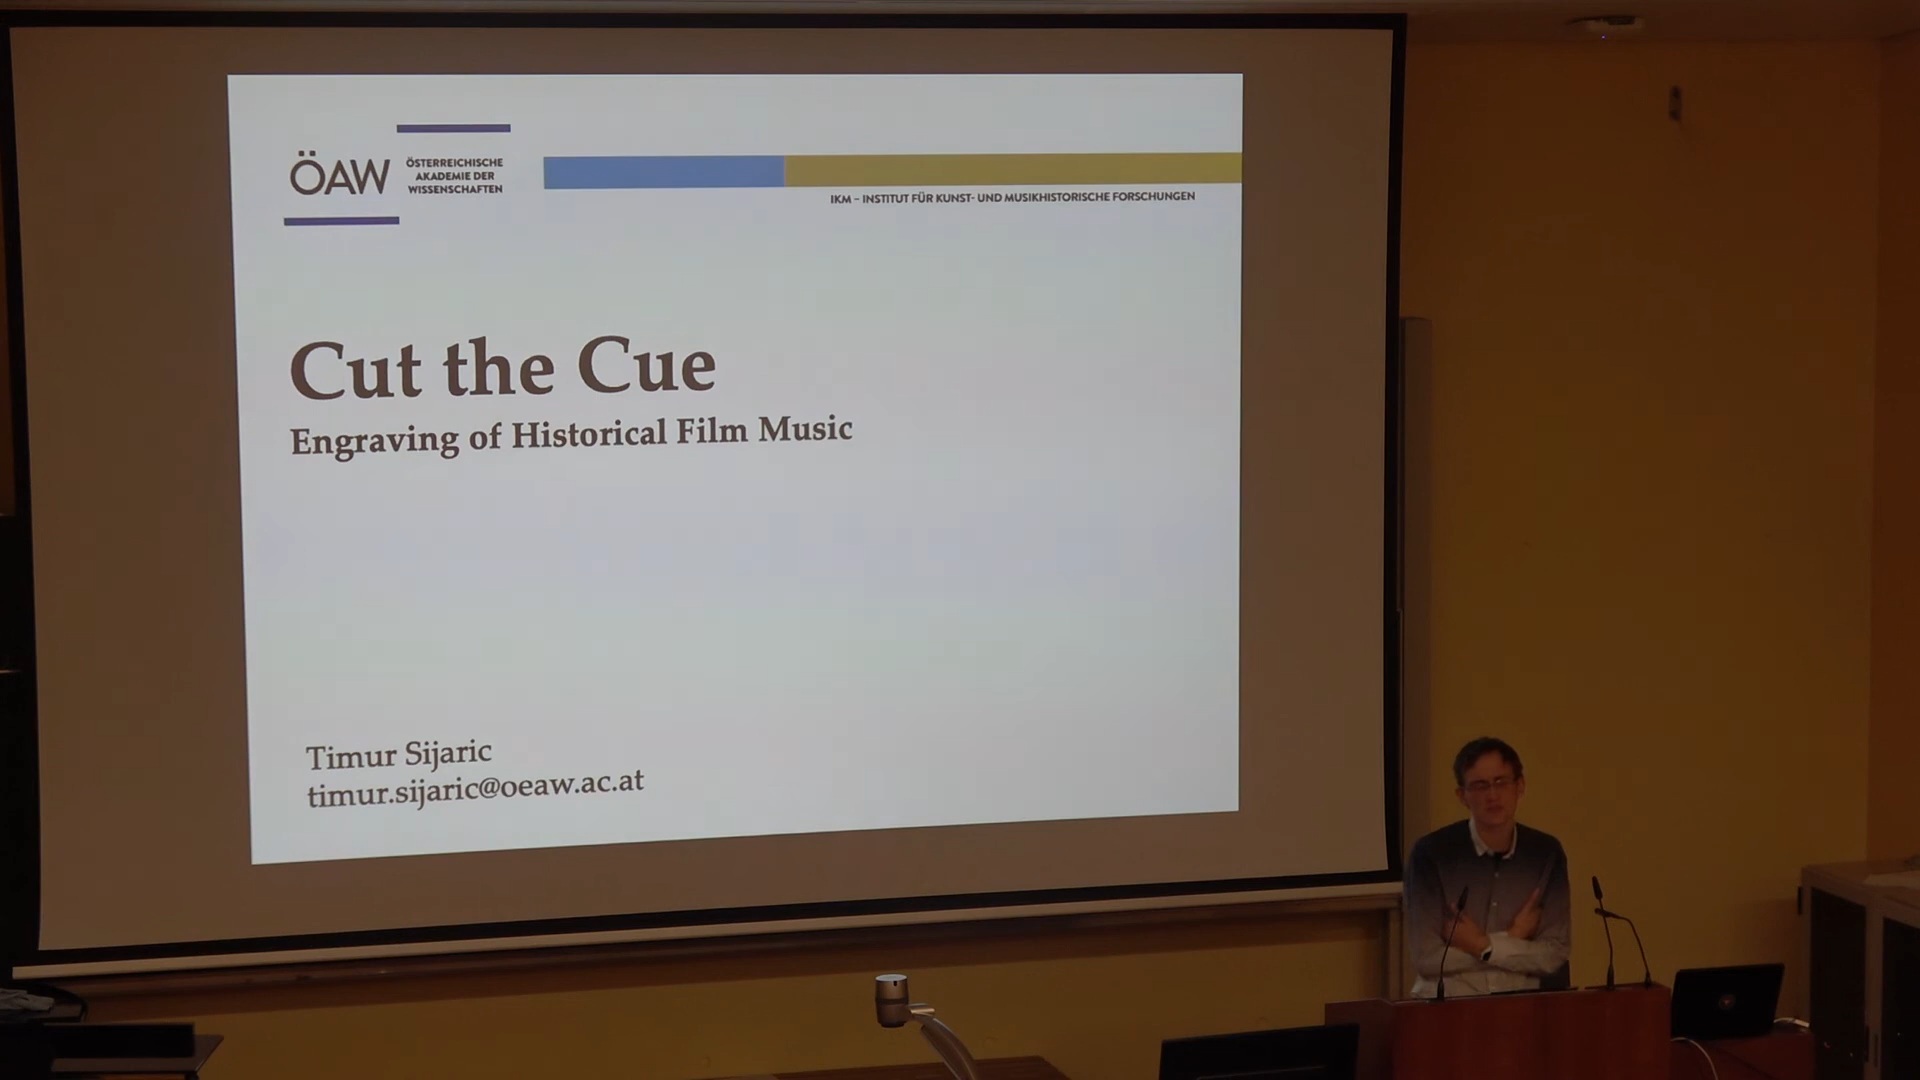 ÖAW
ÖSTERREICHISCHE
AKADEMIE DER
WISSENSCHAFTEN
IKM – INSTITUT FÜR KUNST- UND MUSIKHISTORISCHE FORSCHUNGEN
Cut the Cue
Engraving of Historical Film Music
Timur Sijaric
timur.sijaric@oeaw.ac.at